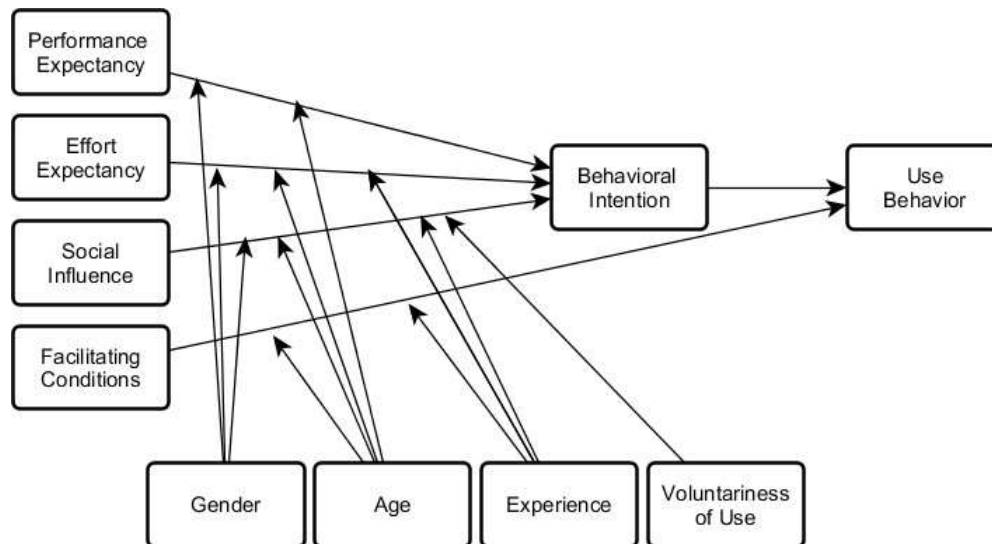 Performance
Expectancy
Effort
Expectancy
Social
Influence
Facilitating
Conditions
Behavioral
Intention
Use
Behavior
Gender
Age
Experience
Voluntariness
of Use